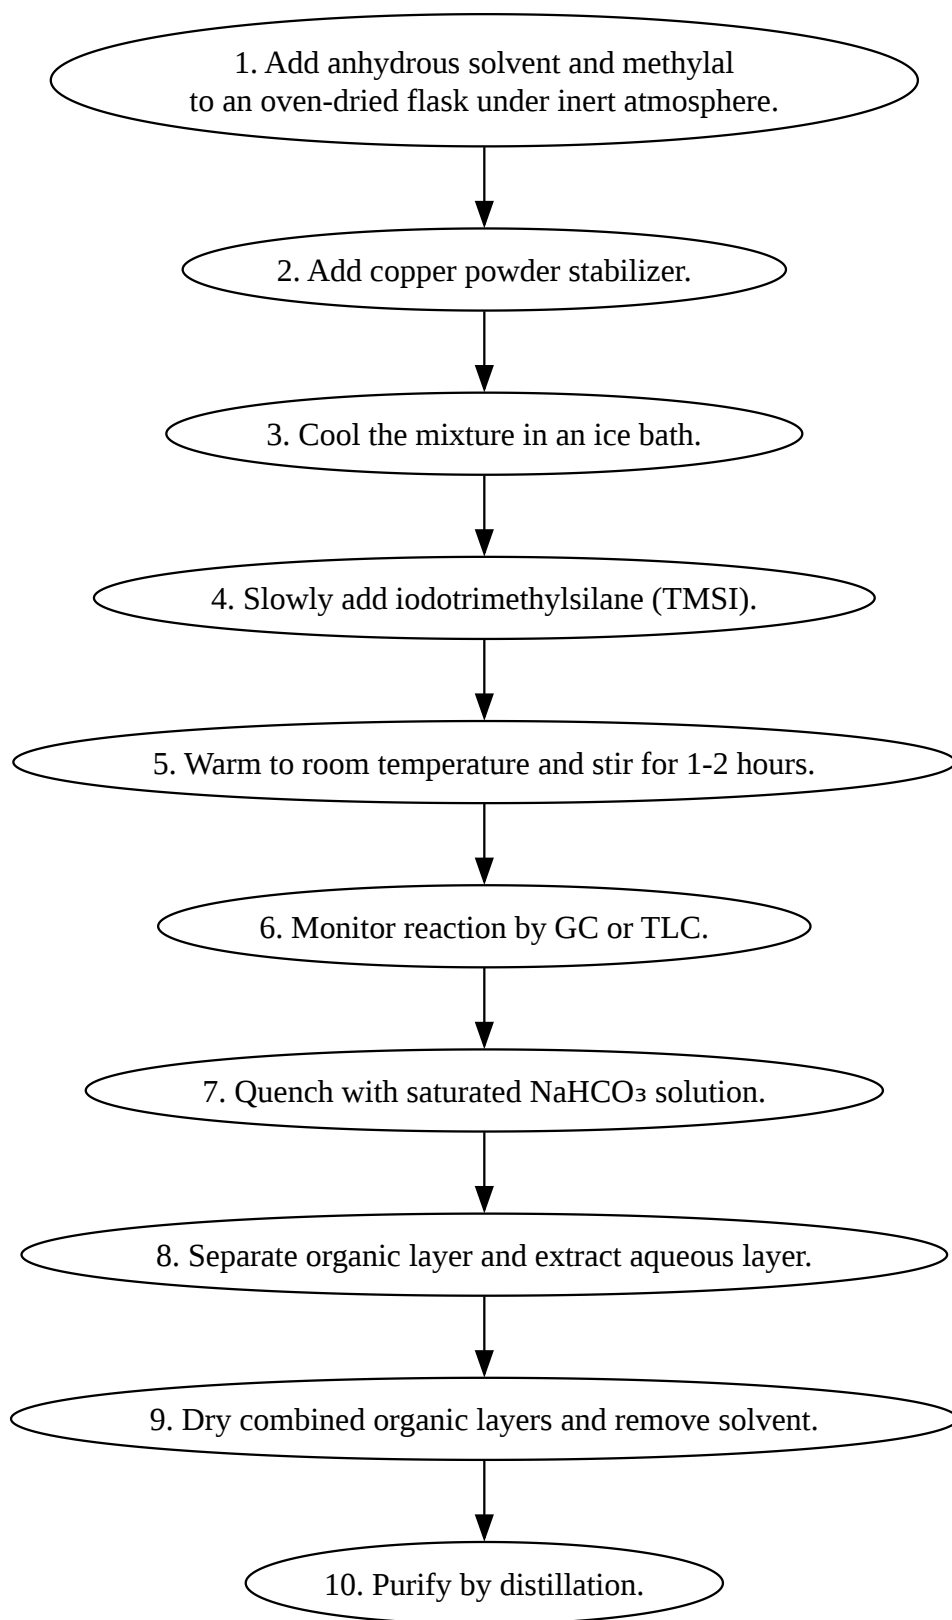 1. Add anhydrous solvent and methylal
to an oven-dried flask under inert atmosphere.
2. Add copper powder stabilizer.
3. Cool the mixture in an ice bath.
4. Slowly add iodotrimethylsilane (TMSI).
5. Warm to room temperature and stir for 1-2 hours.
6. Monitor reaction by GC or TLC.
7. Quench with saturated NaHCO₃ solution.
8. Separate organic layer and extract aqueous layer.
9. Dry combined organic layers and remove solvent.
10. Purify by distillation.